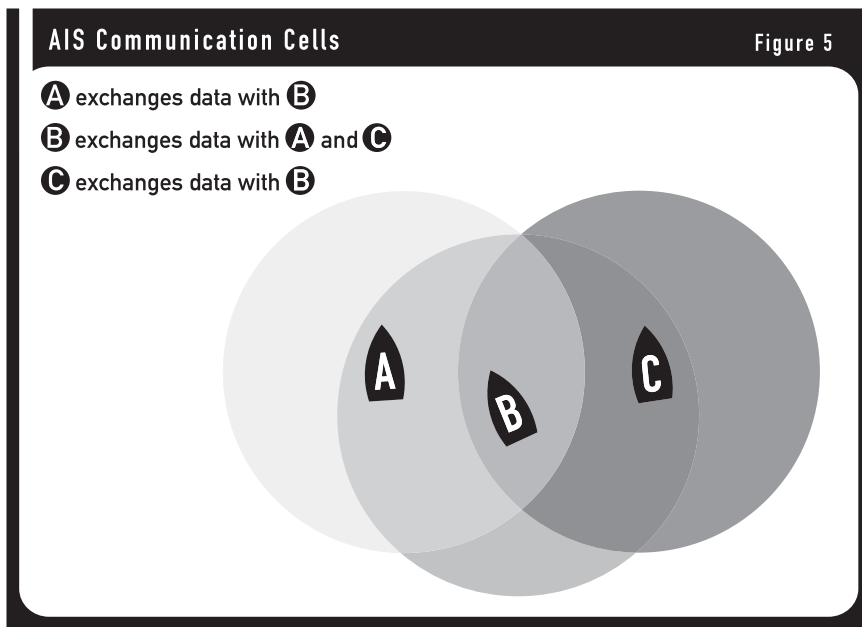 AIS Communication Cells
Figure 5
A exchanges data with B
B exchanges data with A and C
C exchanges data with B
A
B
C